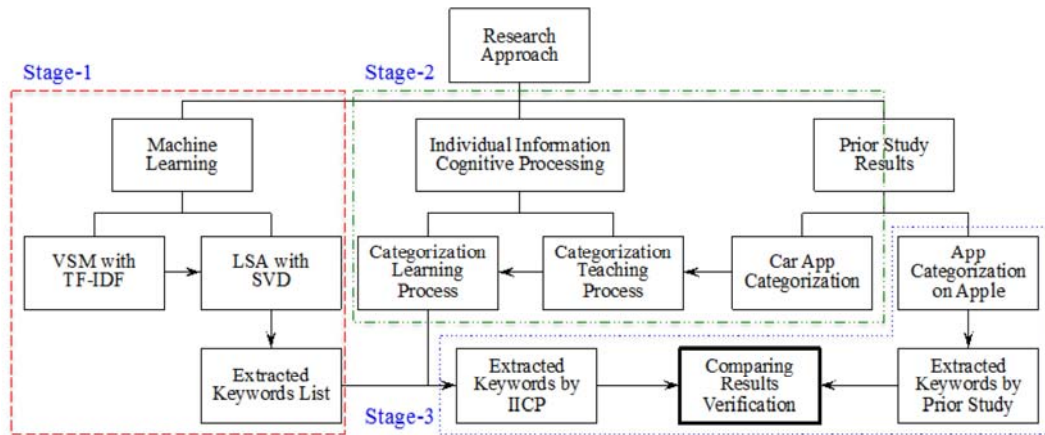 Research
Approach
Stage-1
Stage-2
Machine
Learning
Individual Information
Cognitive Processing
Prior Study
Results
VSM with
TF-IDF
LSA with
SVD
Categorization
Learning
Process
Categorization
Teaching
Process
Car App
Categorization
App
Categorization
on Apple
Extracted
Keywords List
Extracted
Keywords by
IICP
Comparing
Results
Verification
Extracted
Keywords by
Prior Study
Stage-3